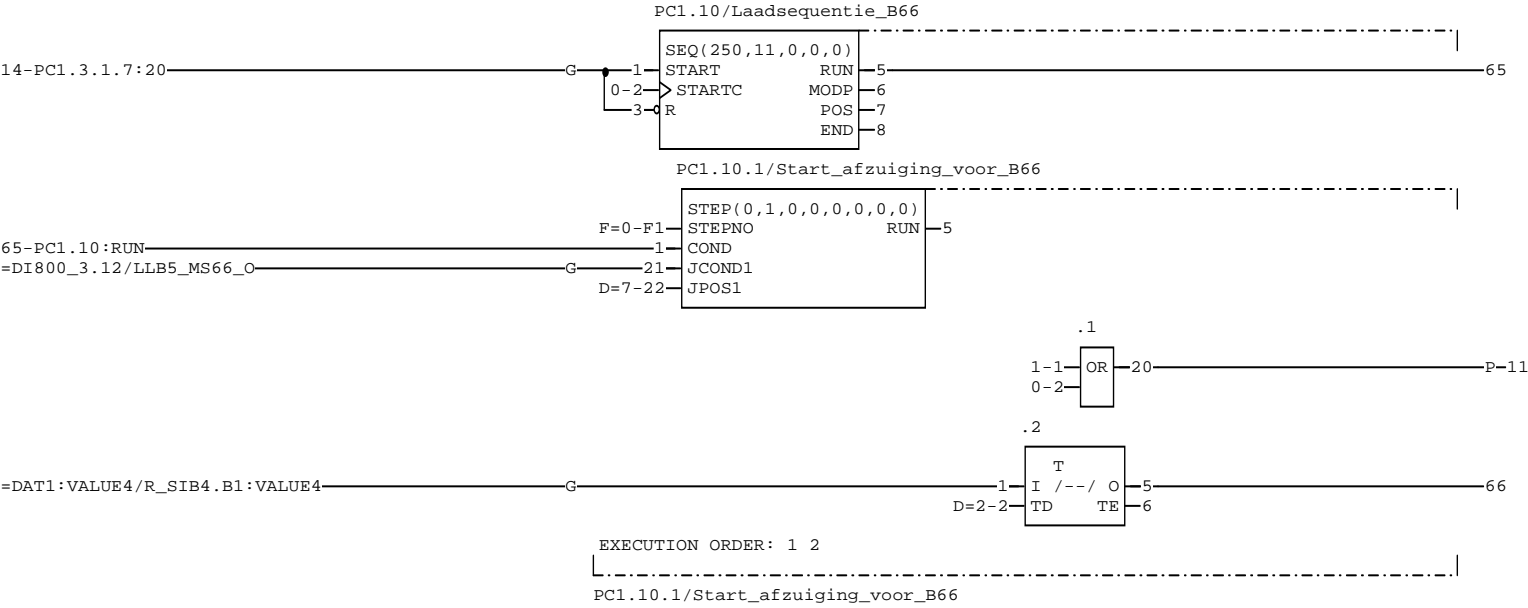 PC1.10/Laadsequentie_B66
SEQ(250,11,0,0,0)
14-PC1.3.1.7:20 G 1 START RUN 5 65
0-2 STARTC MODP 6
3 R POS 7
END 8
PC1.10.1/Start_afzuiging_voor_B66
STEP(0,1,0,0,0,0,0,0)
F=0-F1 STEPNO RUN 5
65-PC1.10:RUN 1 COND
=DI800_3.12/LLB5_MS66_O G 21 JCOND1
D=7-22 JPOS1
.1
1-1 OR 20 P-11
0-2
.2
T
=DAT1:VALUE4/R_SIB4.B1:VALUE4 G 1 I /--/ O 5 66
D=2-2 TD TE 6
EXECUTION ORDER: 1 2
PC1.10.1/Start_afzuiging_voor_B66